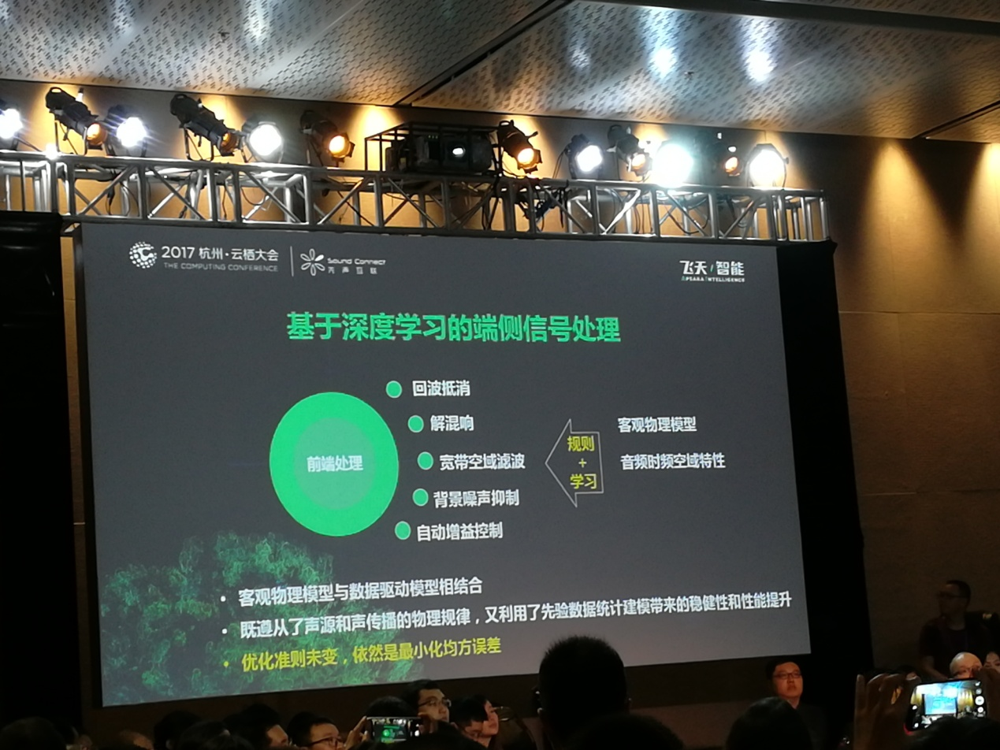 2017 杭州·云栖大会
THE COMPUTING CONFERENCE
Sound Connect
先声互联
飞天/智能
APSARA INTELLIGENCE
基于深度学习的端侧信号处理
前端处理
回波抵消
解混响
宽带空域滤波
背景噪声抑制
自动增益控制
规则
+
学习
客观物理模型
音频时频空域特性
• 客观物理模型与数据驱动模型相结合
• 既遵从了声源和声传播的物理规律,又利用了先验数据统计建模带来的稳健性和性能提升
• 优化准则未变,依然是最小化均方误差